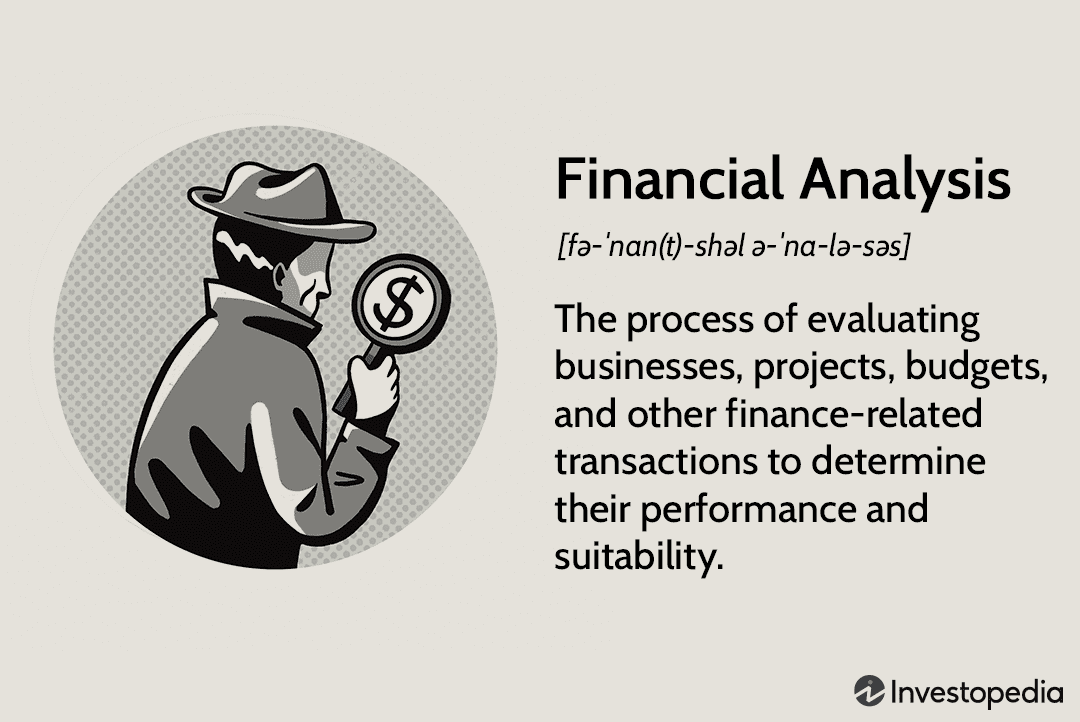 Financial Analysis
[fə-ˈnan(t)-shəl ə-ˈna-lə-səs]
The process of evaluating
businesses, projects, budgets,
and other finance-related
transactions to determine
their performance and
suitability.
$
Investopedia